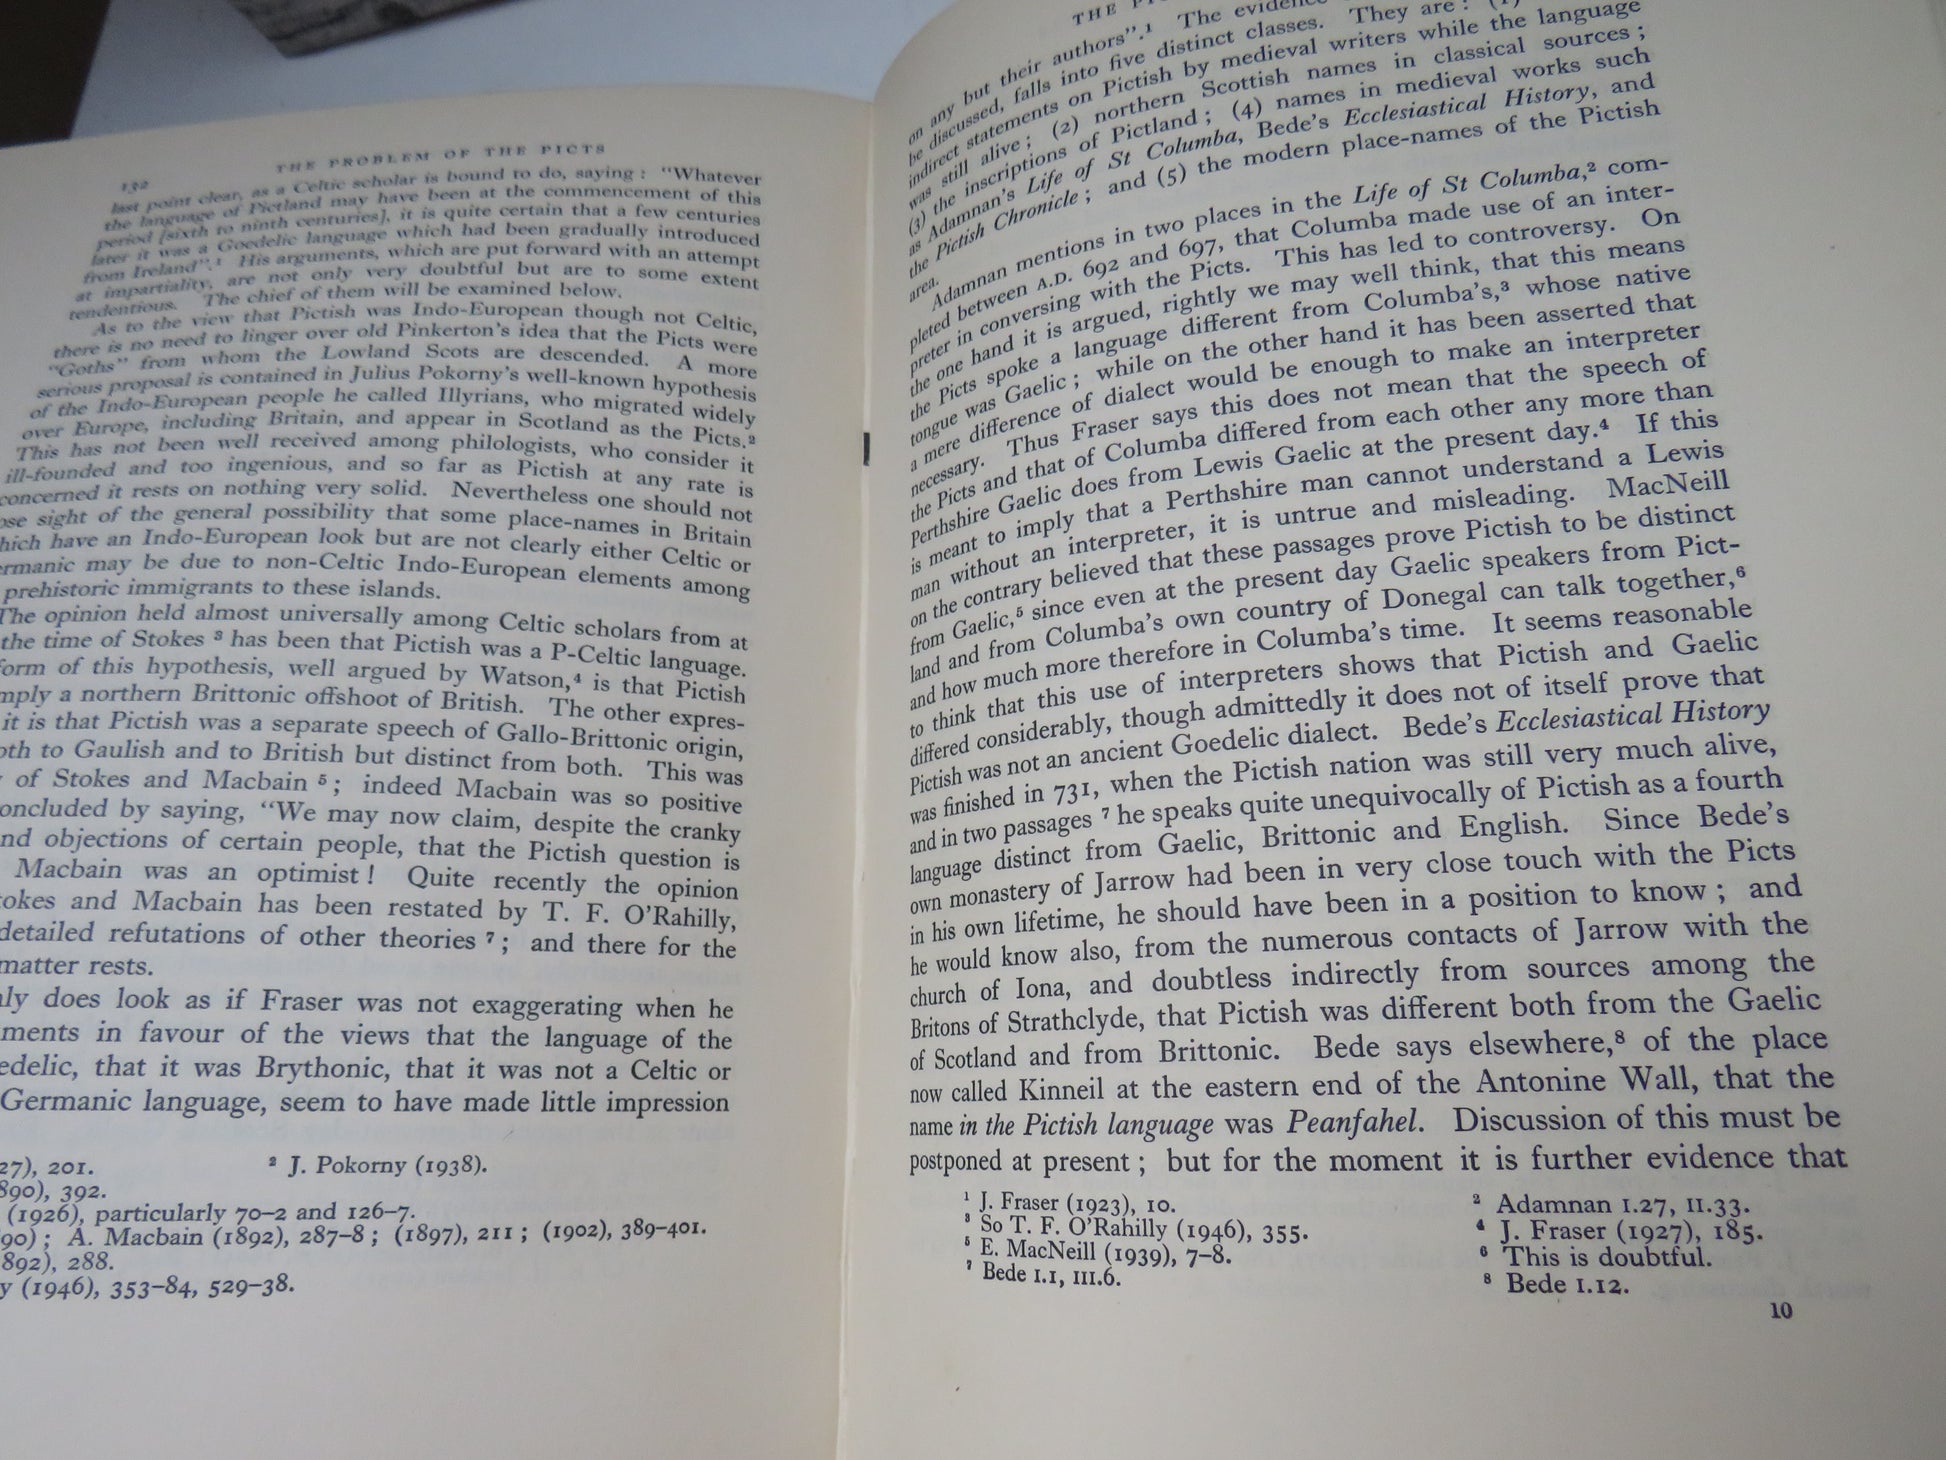 132
THE PROBLEM OF THE PICTS
last point clear, as a Celtic scholar is bound to do, saying : “Whatever
the language of Pictland may have been at the commencement of this
period [sixth to ninth centuries], it is quite certain that a few centuries
later it was a Goedelic language which had been gradually introduced
from Ireland”.¹ His arguments, which are put forward with an attempt
at impartiality, are not only very doubtful but are to some extent
tendentious. The chief of them will be examined below.
As to the view that Pictish was Indo-European though not Celtic,
there is no need to linger over old Pinkerton’s idea that the Picts were
“Goths” from whom the Lowland Scots are descended. A more
serious proposal is contained in Julius Pokorny’s well-known hypothesis
of the Indo-European people he called Illyrians, who migrated widely
over Europe, including Britain, and appear in Scotland as the Picts.²
This has not been well received among philologists, who consider it
ill-founded and too ingenious, and so far as Pictish at any rate is
concerned it rests on nothing very solid. Nevertheless one should not
ose sight of the general possibility that some place-names in Britain
hich have an Indo-European look but are not clearly either Celtic or
ermanic may be due to non-Celtic Indo-European elements among
prehistoric immigrants to these islands.
The opinion held almost universally among Celtic scholars from at
the time of Stokes ³ has been that Pictish was a P-Celtic language.
form of this hypothesis, well argued by Watson,⁴ is that Pictish
mply a northern Brittonic offshoot of British. The other expres-
it is that Pictish was a separate speech of Gallo-Brittonic origin,
oth to Gaulish and to British but distinct from both. This was
of Stokes and Macbain ⁵ ; indeed Macbain was so positive
oncluded by saying, “We may now claim, despite the cranky
nd objections of certain people, that the Pictish question is
Macbain was an optimist ! Quite recently the opinion
tokes and Macbain has been restated by T. F. O’Rahilly,
detailed refutations of other theories ⁷ ; and there for the
matter rests.
ly does look as if Fraser was not exaggerating when he
ments in favour of the views that the language of the
edelic, that it was Brythonic, that it was not a Celtic or
Germanic language, seem to have made little impression
27), 201.
² J. Pokorny (1938).
890), 392.
(1926), particularly 70–2 and 126–7.
90) ; A. Macbain (1892), 287–8 ; (1897), 211 ; (1902), 389–401.
892), 288.
y (1946), 353–84, 529–38.
THE
on any but their authors”.¹ The evidence
be discussed, falls into five distinct classes. They are :
indirect statements on Pictish by medieval writers while the language
was still alive ; (2) northern Scottish names in classical sources ;
(3) the inscriptions of Pictland ; (4) names in medieval works such
as Adamnan’s Life of St Columba, Bede’s Ecclesiastical History, and
the Pictish Chronicle ; and (5) the modern place-names of the Pictish
area.
Adamnan mentions in two places in the Life of St Columba,² com-
pleted between A.D. 692 and 697, that Columba made use of an inter-
preter in conversing with the Picts. This has led to controversy. On
the one hand it is argued, rightly we may well think, that this means
the Picts spoke a language different from Columba’s,³ whose native
tongue was Gaelic ; while on the other hand it has been asserted that
a mere difference of dialect would be enough to make an interpreter
necessary. Thus Fraser says this does not mean that the speech of
the Picts and that of Columba differed from each other any more than
Perthshire Gaelic does from Lewis Gaelic at the present day.⁴ If this
is meant to imply that a Perthshire man cannot understand a Lewis
man without an interpreter, it is untrue and misleading. MacNeill
on the contrary believed that these passages prove Pictish to be distinct
from Gaelic,⁵ since even at the present day Gaelic speakers from Pict-
land and from Columba’s own country of Donegal can talk together,⁶
and how much more therefore in Columba’s time. It seems reasonable
to think that this use of interpreters shows that Pictish and Gaelic
differed considerably, though admittedly it does not of itself prove that
Pictish was not an ancient Goedelic dialect. Bede’s Ecclesiastical History
was finished in 731, when the Pictish nation was still very much alive,
and in two passages ⁷ he speaks quite unequivocally of Pictish as a fourth
language distinct from Gaelic, Brittonic and English. Since Bede’s
own monastery of Jarrow had been in very close touch with the Picts
in his own lifetime, he should have been in a position to know ; and
he would know also, from the numerous contacts of Jarrow with the
church of Iona, and doubtless indirectly from sources among the
Britons of Strathclyde, that Pictish was different both from the Gaelic
of Scotland and from Brittonic. Bede says elsewhere,⁸ of the place
now called Kinneil at the eastern end of the Antonine Wall, that the
name in the Pictish language was Peanfahel. Discussion of this must be
postponed at present ; but for the moment it is further evidence that
¹ J. Fraser (1923), 10.
² Adamnan I.27, II.33.
³ So T. F. O’Rahilly (1946), 355.
⁴ J. Fraser (1927), 185.
⁵ E. MacNeill (1939), 7–8.
⁶ This is doubtful.
⁷ Bede I.1, III.6.
⁸ Bede I.12.
10